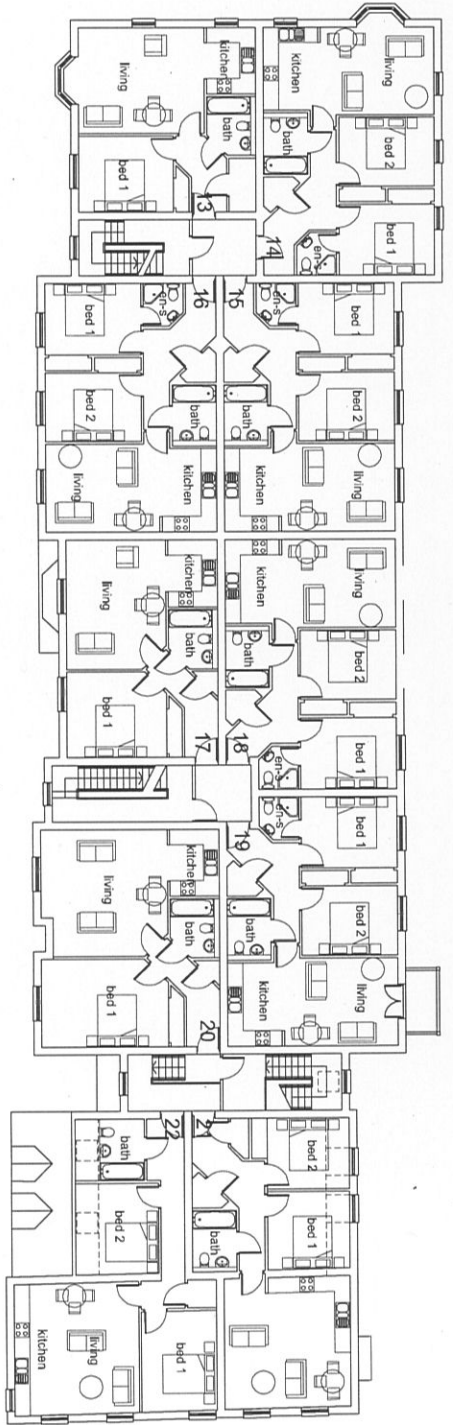 living
kitchen
bath
bed 1
13
kitchen
living
bath
bed 2
bed 1
en-s
14
16
15
bed 1
en-s
en-s
bed 1
bed 2
bath
bath
bed 2
living
kitchen
kitchen
living
living
kitchen
bath
bed 1
17
kitchen
living
bath
bed 2
18
en-s
bed 1
en-s
bed 1
19
bath
bed 2
kitchen
living
living
kitchen
bath
bed 1
20
22
21
bath
bed 2
bed 2
bath
bed 1
kitchen
living
bed 1